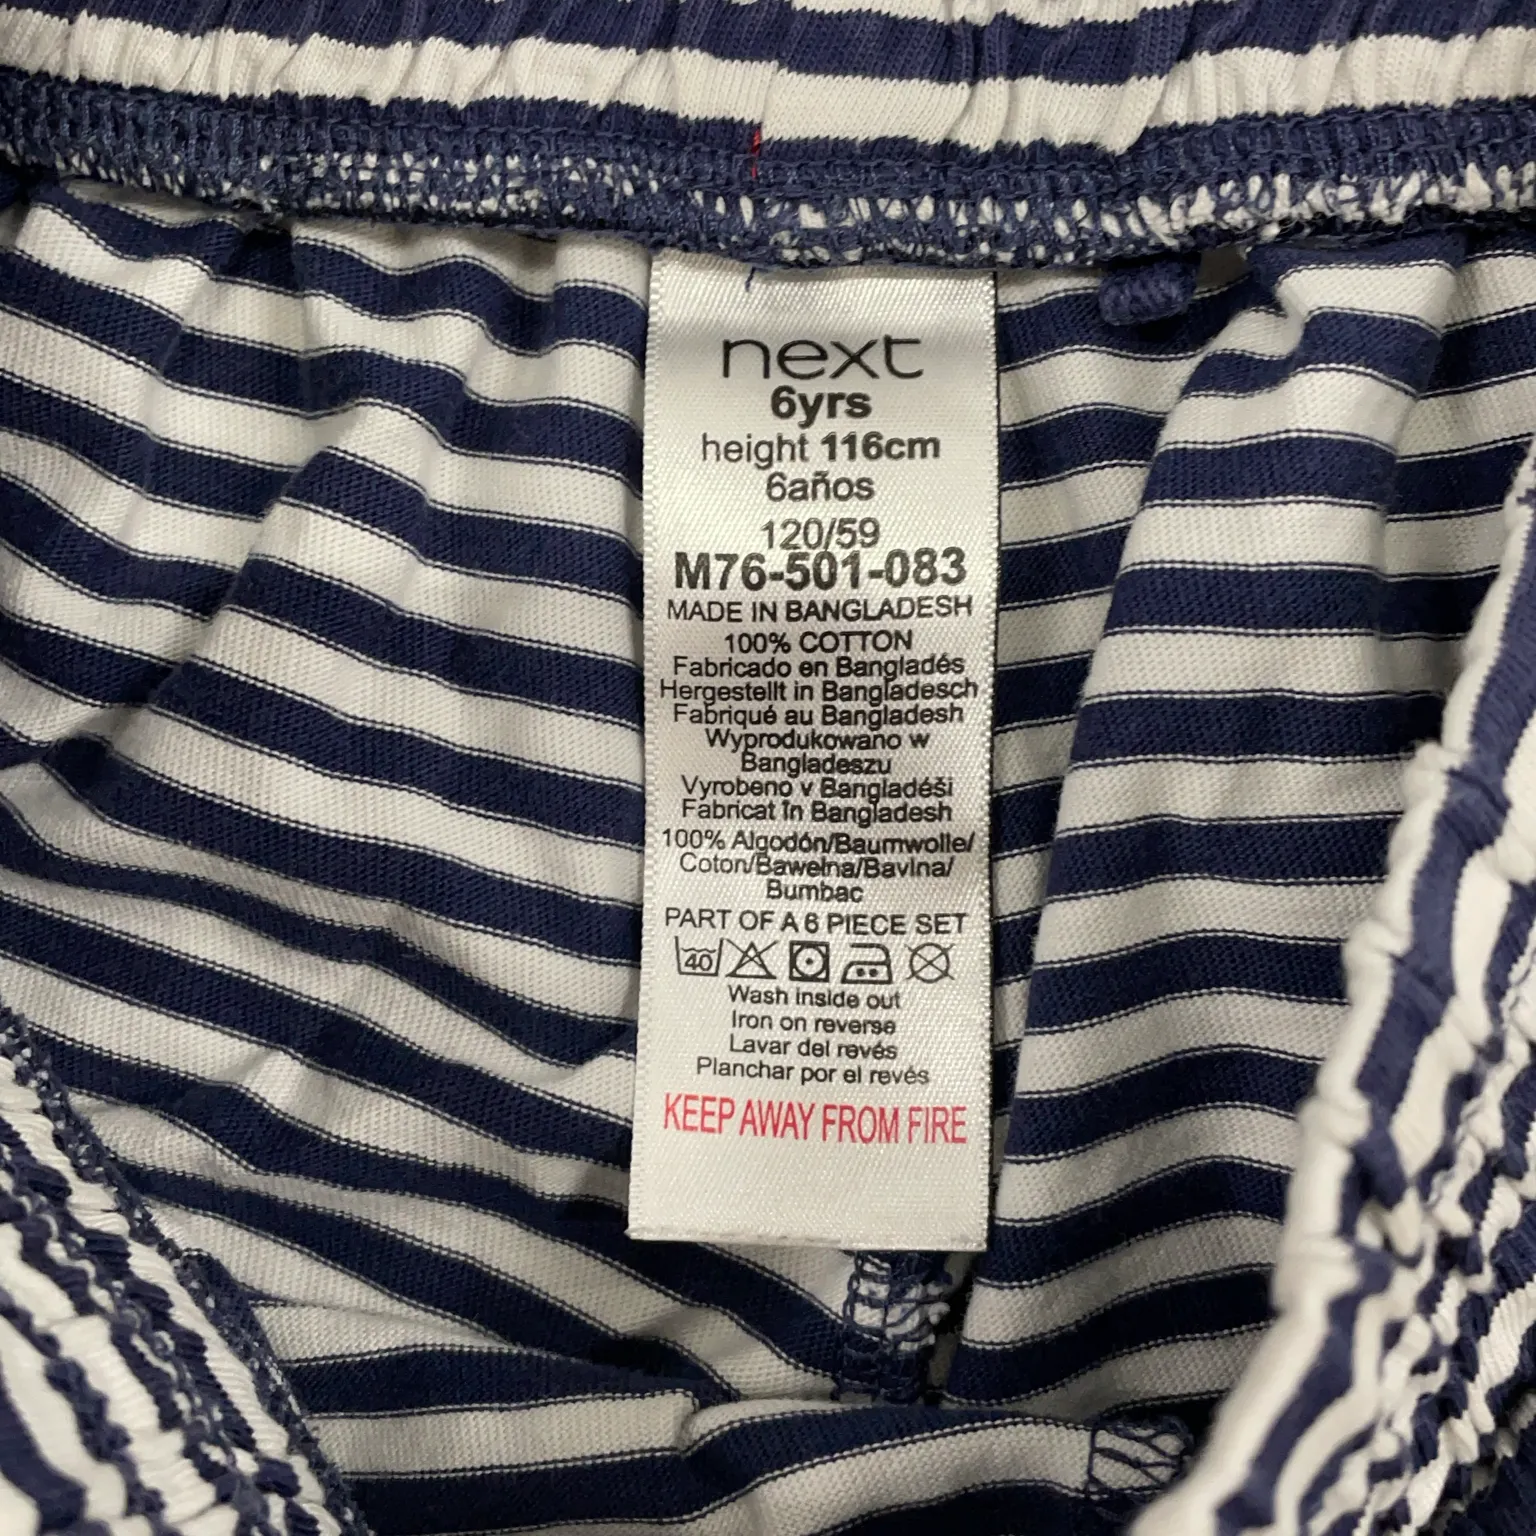 next
6yrs
height 116cm
6años
120/59
M76-501-083
MADE IN BANGLADESH
100% COTTON
Fabricado en Bangladés
Hergestellt in Bangladesch
Fabriqué au Bangladesh
Wyprodukowano w
Bangladeszu
Vyrobeno v Bangladéši
Fabricat în Bangladesh
100% Algodón/Baumwolle/
Coton/Bawełna/Bavlna/
Bumbac
PART OF A 6 PIECE SET
40
Wash inside out
Iron on reverse
Lavar del revés
Planchar por el revés
KEEP AWAY FROM FIRE